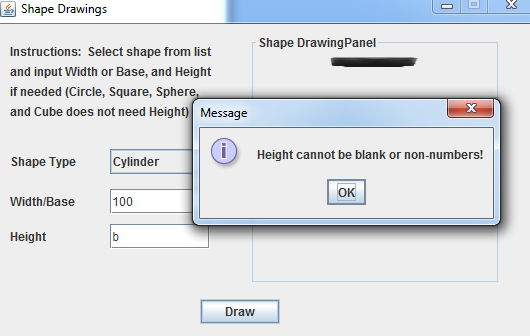 Shape Drawings
Instructions: Select shape from list
and input Width or Base, and Height
if needed (Circle, Square, Sphere,
and Cube does not need Height)
Shape DrawingPanel
Message
Height cannot be blank or non-numbers!
OK
Shape Type
Cylinder
Width/Base
100
Height
b
Draw